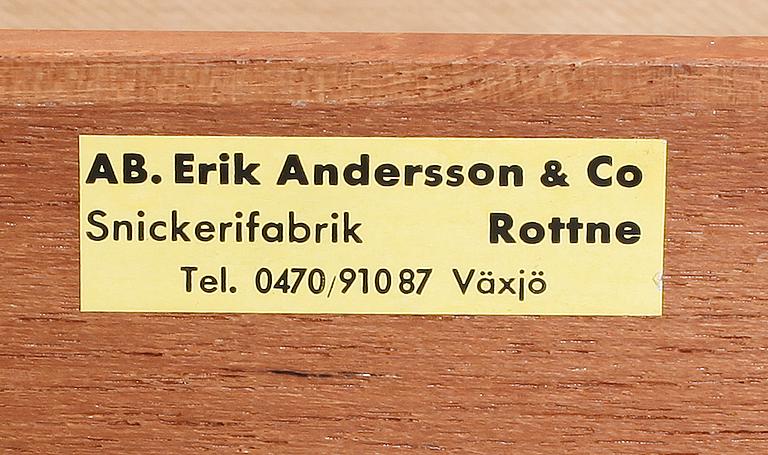 AB. Erik Andersson & Co
Snickerifabrik Rottne
Tel. 0470/910 87 Växjö